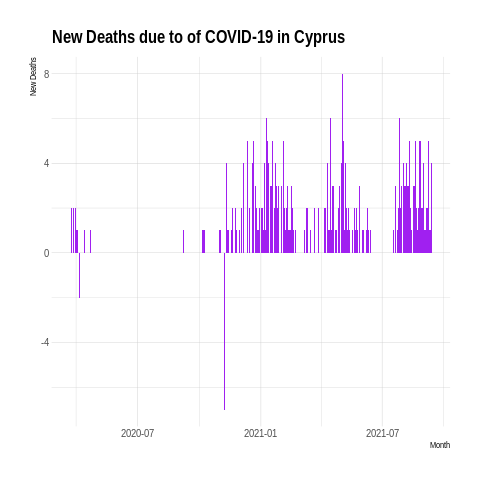 New Deaths due to of COVID-19 in Cyprus
New Deaths
8
4
0
-4
2020-07
2021-01
2021-07
Month